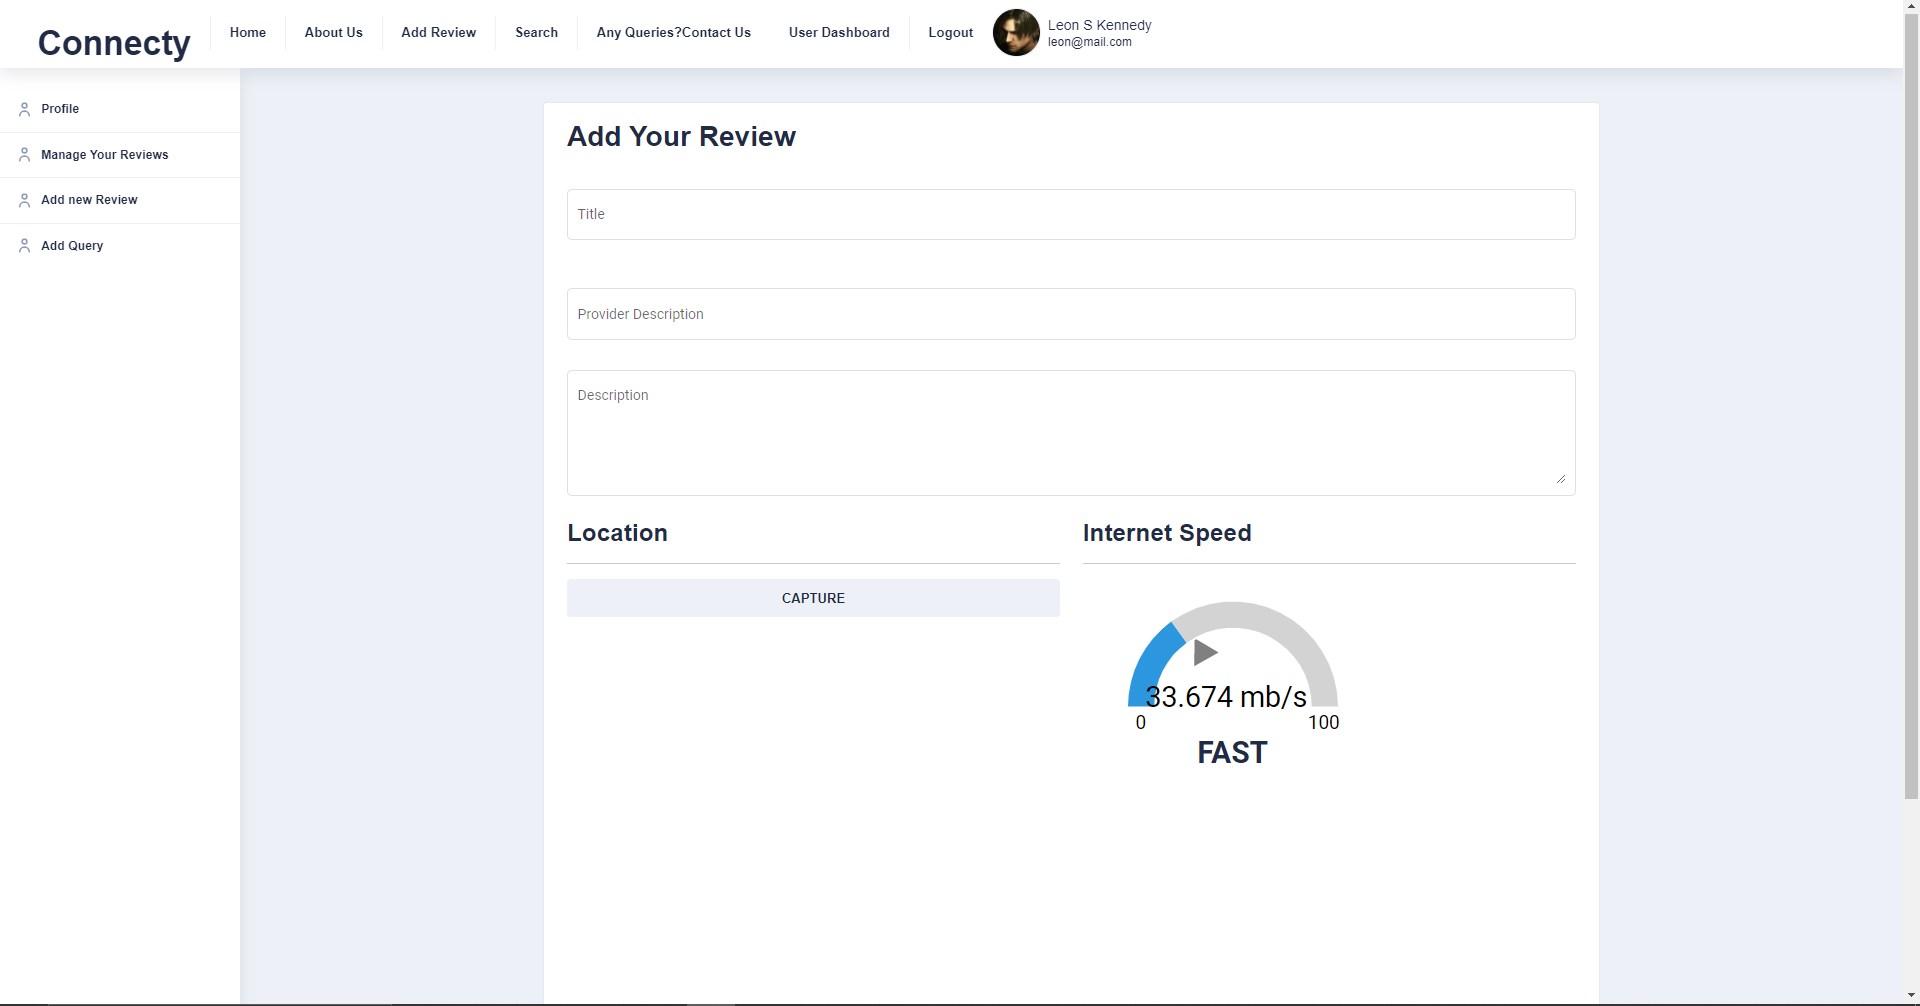 Connecty
Home
About Us
Add Review
Search
Any Queries?Contact Us
User Dashboard
Logout
Leon S Kennedy
leon@mail.com
Profile
Manage Your Reviews
Add new Review
Add Query
Add Your Review
Title
Provider Description
Description
Location
CAPTURE
Internet Speed
33.674 mb/s
0
100
FAST